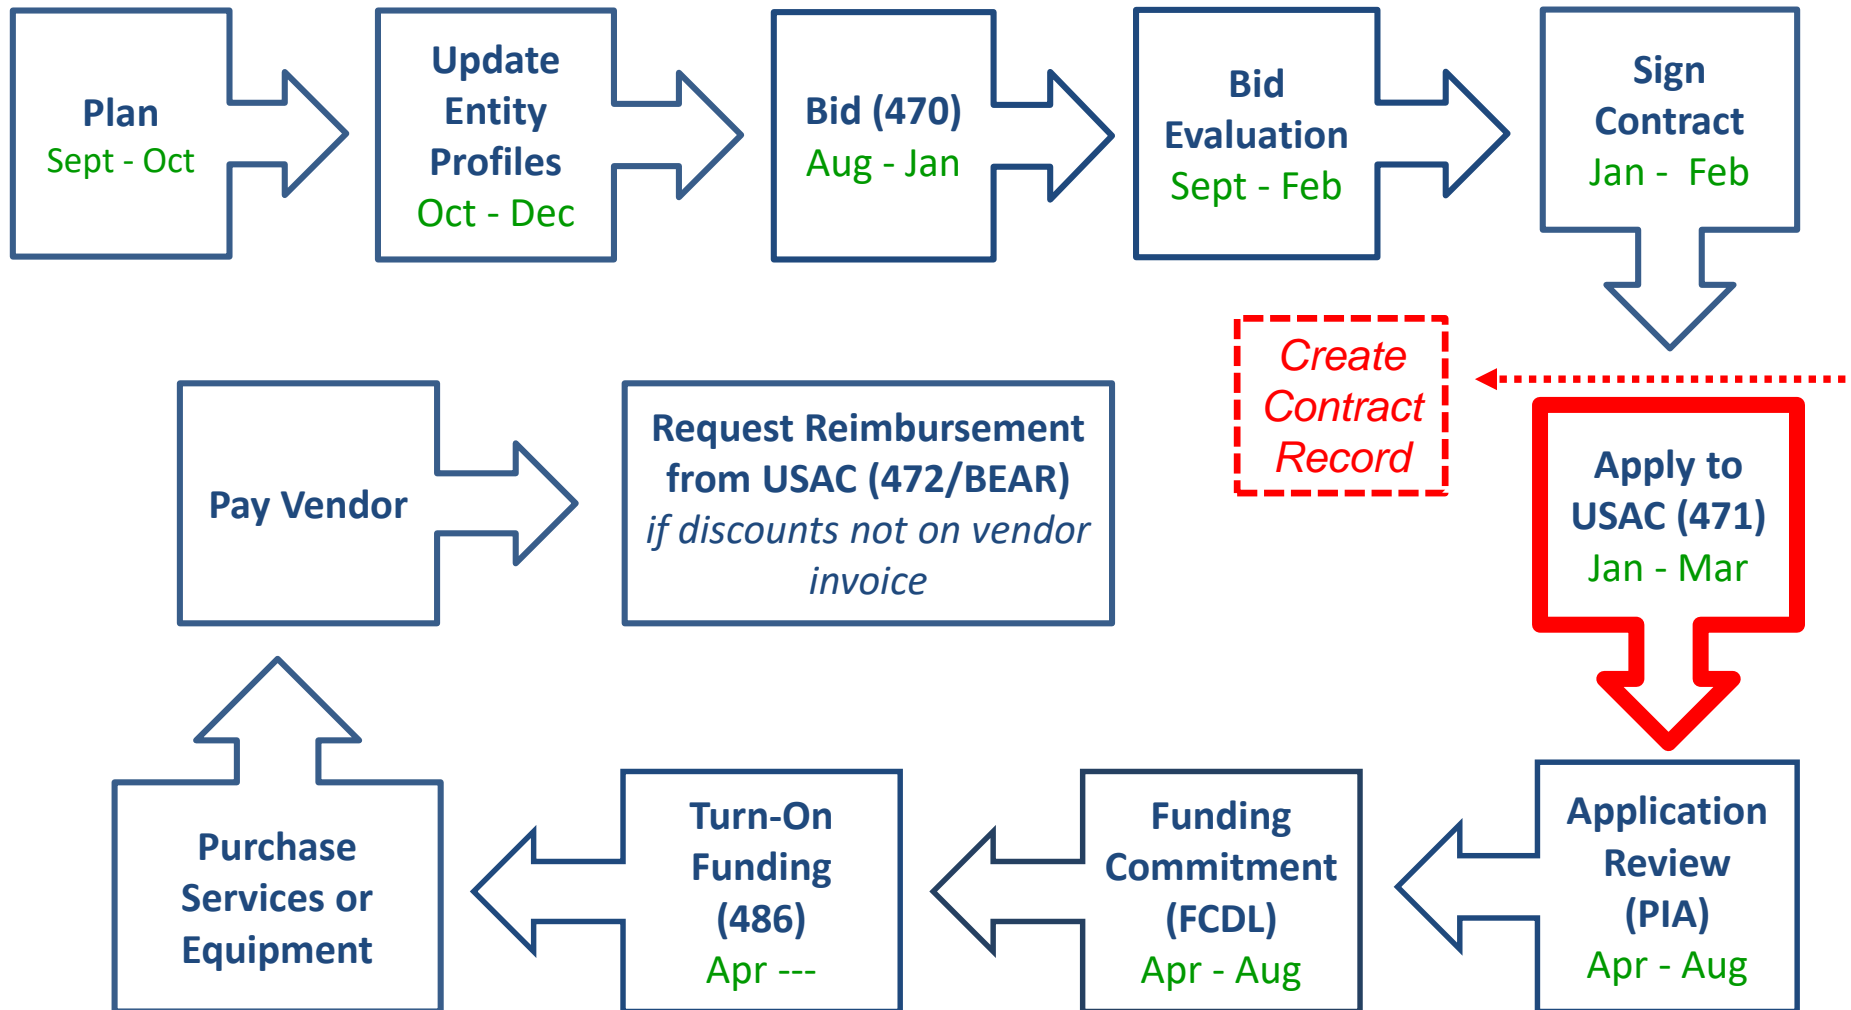 Plan
Sept - Oct
Update
Entity
Profiles
Oct - Dec
Bid (470)
Aug - Jan
Bid
Evaluation
Sept - Feb
Sign
Contract
Jan - Feb
Create
Contract
Record
Apply to
USAC (471)
Jan - Mar
Application
Review
(PIA)
Apr - Aug
Funding
Commitment
(FCDL)
Apr - Aug
Turn-On
Funding
(486)
Apr ---
Purchase
Services or
Equipment
Pay Vendor
Request Reimbursement
from USAC (472/BEAR)
if discounts not on vendor
invoice